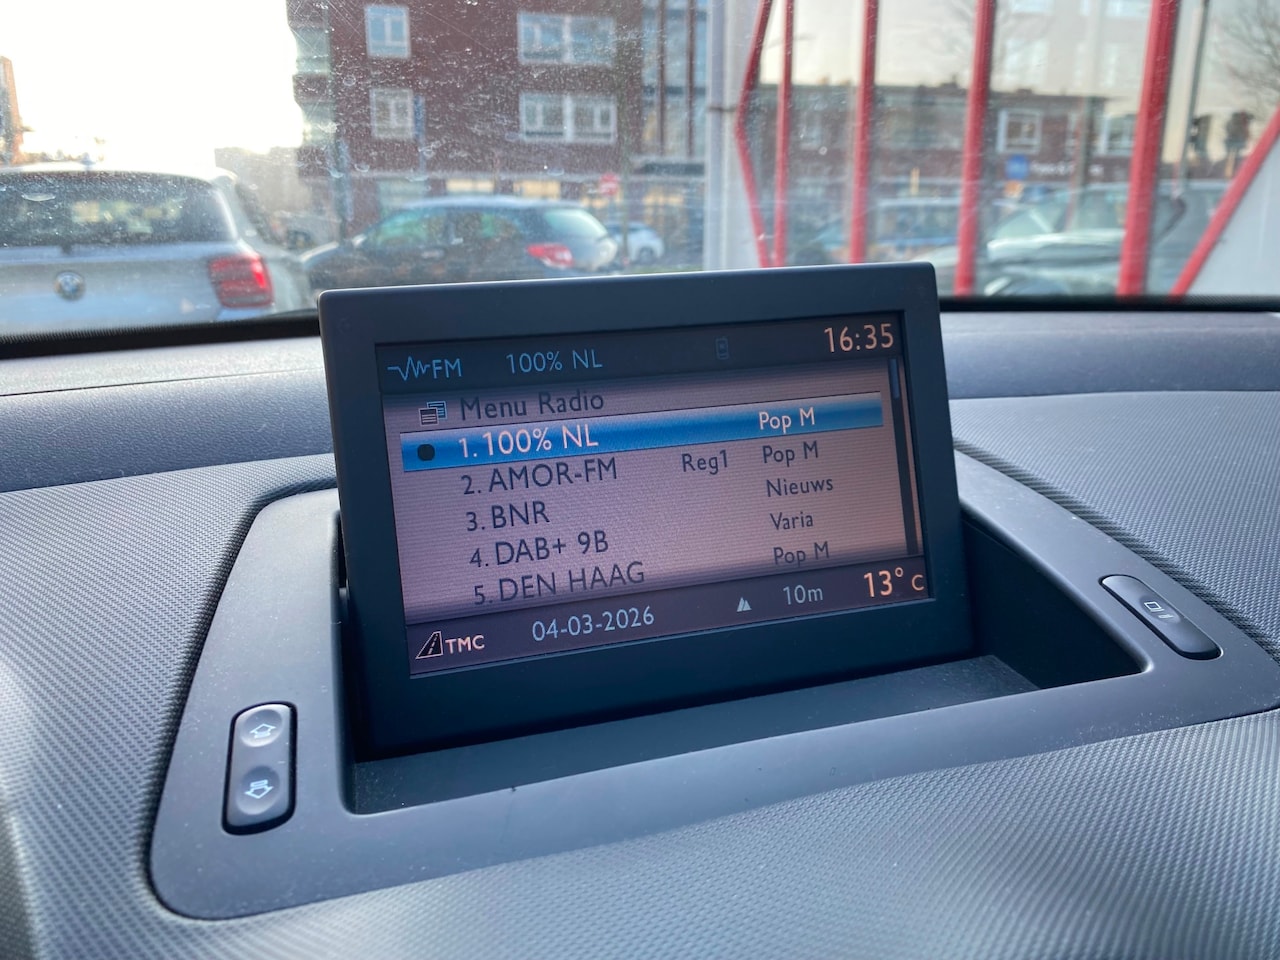 FM 100% NL 16:35
Menu Radio
1. 100% NL Pop M
2. AMOR-FM Reg1 Pop M
3. BNR Nieuws
4. DAB+ 9B Varia
5. DEN HAAG Pop M
TMC 04-03-2026 10m 13° C